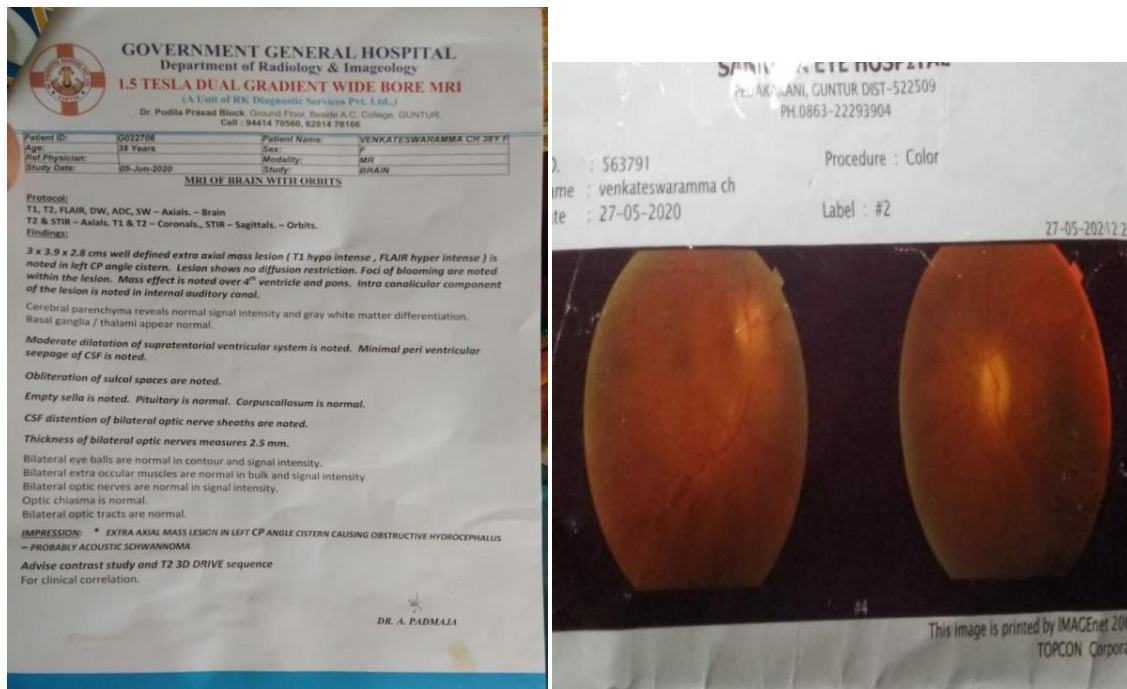 GOVERNMENT GENERAL HOSPITAL
Department of Radiology & Imageology
1.5 TESLA DUAL GRADIENT WIDE BORE MRI
(A Unit of RK Diagnostic Services Pvt. Ltd.,)
Dr. Podila Prasad Block, Ground Floor, Beside A.C. College, GUNTUR.
Cell : 94414 70560, 62814 78166
Patient ID: G022706 Patient Name: VENKATESWARAMMA CH 38Y F
Age: 38 Years Sex: F
Ref.Physician: Modality: MR
Study Date: 05-Jun-2020 Study: BRAIN
MRI OF BRAIN WITH ORBITS
Protocol:
T1, T2, FLAIR, DW, ADC, SW – Axials. – Brain
T2 & STIR – Axials. T1 & T2 – Coronals., STIR – Sagittals. – Orbits.
Findings:
3 x 3.9 x 2.8 cms well defined extra axial mass lesion ( T1 hypo intense , FLAIR hyper intense ) is
noted in left CP angle cistern. Lesion shows no diffusion restriction. Foci of blooming are noted
within the lesion. Mass effect is noted over 4th ventricle and pons. Intra canalicular component
of the lesion is noted in internal auditory canal.
Cerebral parenchyma reveals normal signal intensity and gray white matter differentiation.
Basal ganglia / thalami appear normal.
Moderate dilatation of supratentorial ventricular system is noted. Minimal peri ventricular
seepage of CSF is noted.
Obliteration of sulcal spaces are noted.
Empty sella is noted. Pituitary is normal. Corpuscallosum is normal.
CSF distention of bilateral optic nerve sheaths are noted.
Thickness of bilateral optic nerves measures 2.5 mm.
Bilateral eye balls are normal in contour and signal intensity.
Bilateral extra occular muscles are normal in bulk and signal intensity.
Bilateral optic nerves are normal in signal intensity.
Optic chiasma is normal.
Bilateral optic tracts are normal.
IMPRESSION: * EXTRA AXIAL MASS LESION IN LEFT CP ANGLE CISTERN CAUSING OBSTRUCTIVE HYDROCEPHALUS
– PROBABLY ACOUSTIC SCHWANNOMA
Advise contrast study and T2 3D DRIVE sequence
For clinical correlation.
DR. A. PADMAJA
EYE HOSPITAL
PEDAKAKANI, GUNTUR DIST-522509
PH.0863-22293904
: 563791 Procedure : Color
me : venkateswaramma ch
te : 27-05-2020 Label : #2
#4
This image is printed by IMAGEnet 200
TOPCON Corpora